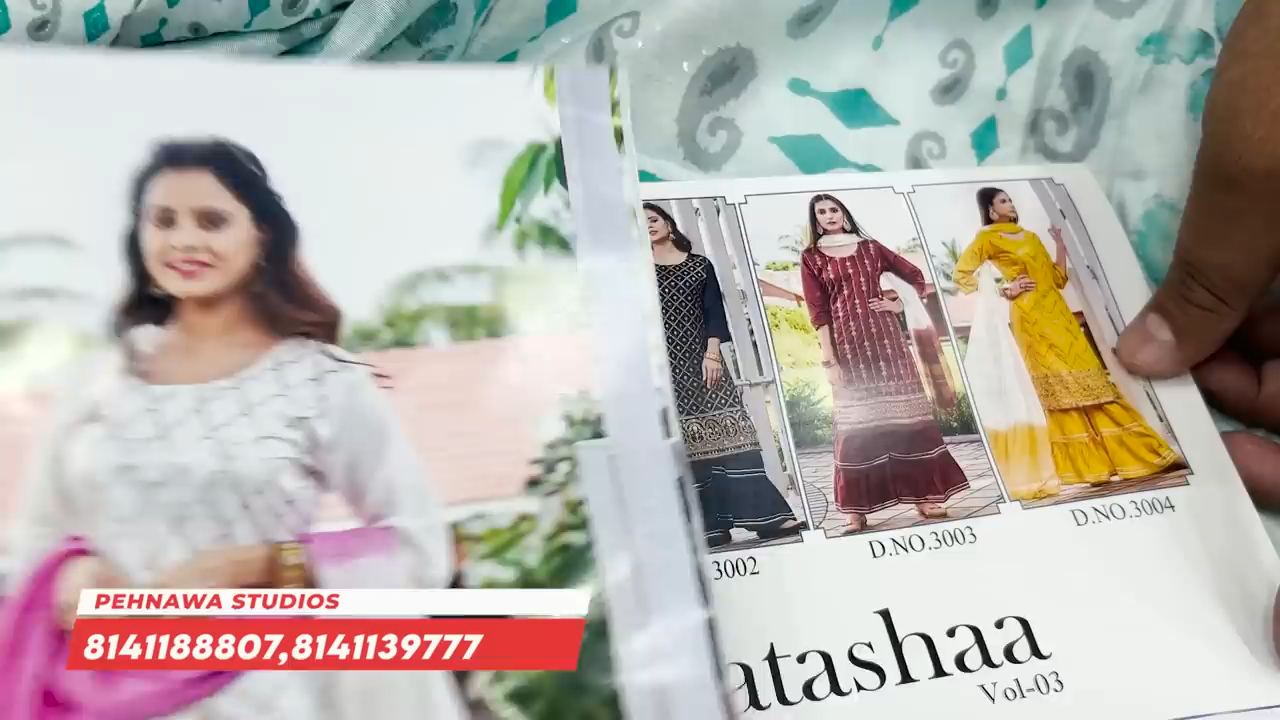 3002
D.NO.3003
D.NO.3004
atashaa
Vol-03
PEHNAWA STUDIOS
8141188807,8141139777